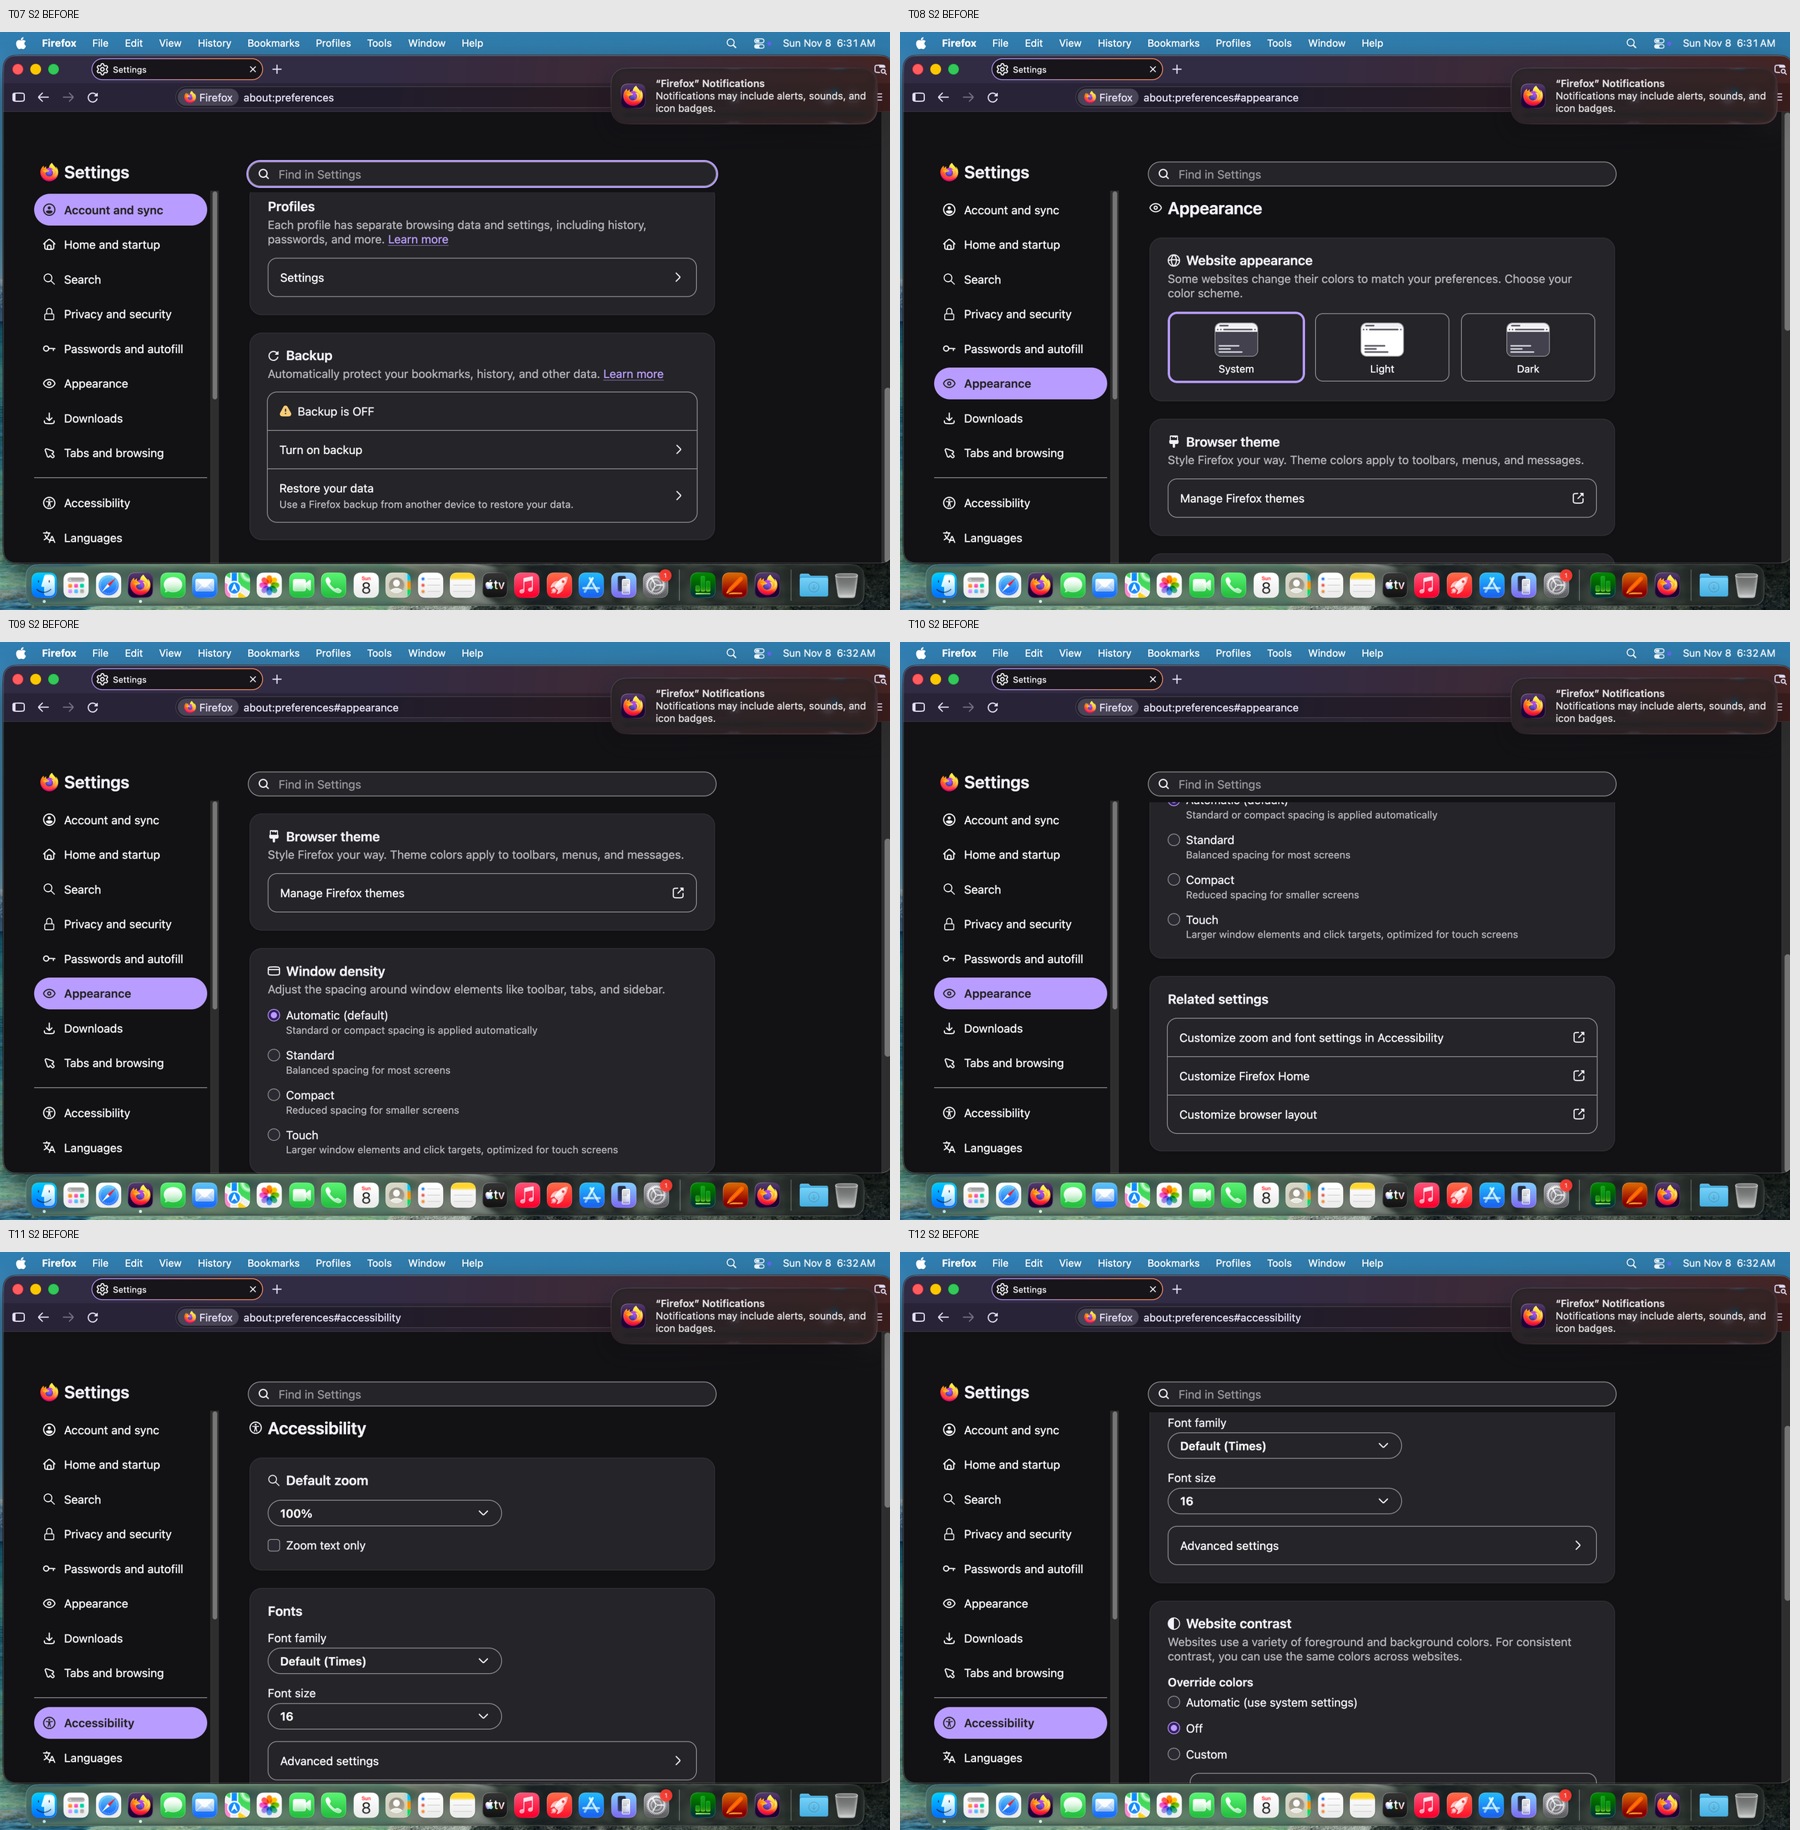 T07 S2 BEFORE
Firefox File Edit View History Bookmarks Profiles Tools Window Help Sun Nov 8 6:31 AM
Settings
Firefox about:preferences
"Firefox" Notifications
Notifications may include alerts, sounds, and
icon badges.
Settings
Account and sync
Home and startup
Search
Privacy and security
Passwords and autofill
Appearance
Downloads
Tabs and browsing
Accessibility
Languages
Find in Settings
Profiles
Each profile has separate browsing data and settings, including history,
passwords, and more. Learn more
Settings
Backup
Automatically protect your bookmarks, history, and other data. Learn more
Backup is OFF
Turn on backup
Restore your data
Use a Firefox backup from another device to restore your data.
Sun
8
tv
1
T08 S2 BEFORE
Firefox File Edit View History Bookmarks Profiles Tools Window Help Sun Nov 8 6:31 AM
Settings
Firefox about:preferences#appearance
"Firefox" Notifications
Notifications may include alerts, sounds, and
icon badges.
Settings
Account and sync
Home and startup
Search
Privacy and security
Passwords and autofill
Appearance
Downloads
Tabs and browsing
Accessibility
Languages
Find in Settings
Appearance
Website appearance
Some websites change their colors to match your preferences. Choose your
color scheme.
System Light Dark
Browser theme
Style Firefox your way. Theme colors apply to toolbars, menus, and messages.
Manage Firefox themes
Sun
8
tv
1
T09 S2 BEFORE
Firefox File Edit View History Bookmarks Profiles Tools Window Help Sun Nov 8 6:32 AM
Settings
Firefox about:preferences#appearance
"Firefox" Notifications
Notifications may include alerts, sounds, and
icon badges.
Settings
Account and sync
Home and startup
Search
Privacy and security
Passwords and autofill
Appearance
Downloads
Tabs and browsing
Accessibility
Languages
Find in Settings
Browser theme
Style Firefox your way. Theme colors apply to toolbars, menus, and messages.
Manage Firefox themes
Window density
Adjust the spacing around window elements like toolbar, tabs, and sidebar.
Automatic (default)
Standard or compact spacing is applied automatically
Standard
Balanced spacing for most screens
Compact
Reduced spacing for smaller screens
Touch
Larger window elements and click targets, optimized for touch screens
Sun
8
tv
1
T10 S2 BEFORE
Firefox File Edit View History Bookmarks Profiles Tools Window Help Sun Nov 8 6:32 AM
Settings
Firefox about:preferences#appearance
"Firefox" Notifications
Notifications may include alerts, sounds, and
icon badges.
Settings
Account and sync
Home and startup
Search
Privacy and security
Passwords and autofill
Appearance
Downloads
Tabs and browsing
Accessibility
Languages
Find in Settings
Automatic (default)
Standard or compact spacing is applied automatically
Standard
Balanced spacing for most screens
Compact
Reduced spacing for smaller screens
Touch
Larger window elements and click targets, optimized for touch screens
Related settings
Customize zoom and font settings in Accessibility
Customize Firefox Home
Customize browser layout
Sun
8
tv
1
T11 S2 BEFORE
Firefox File Edit View History Bookmarks Profiles Tools Window Help Sun Nov 8 6:32 AM
Settings
Firefox about:preferences#accessibility
"Firefox" Notifications
Notifications may include alerts, sounds, and
icon badges.
Settings
Account and sync
Home and startup
Search
Privacy and security
Passwords and autofill
Appearance
Downloads
Tabs and browsing
Accessibility
Languages
Find in Settings
Accessibility
Default zoom
100%
Zoom text only
Fonts
Font family
Default (Times)
Font size
16
Advanced settings
Sun
8
tv
1
T12 S2 BEFORE
Firefox File Edit View History Bookmarks Profiles Tools Window Help Sun Nov 8 6:32 AM
Settings
Firefox about:preferences#accessibility
"Firefox" Notifications
Notifications may include alerts, sounds, and
icon badges.
Settings
Account and sync
Home and startup
Search
Privacy and security
Passwords and autofill
Appearance
Downloads
Tabs and browsing
Accessibility
Languages
Find in Settings
Font family
Default (Times)
Font size
16
Advanced settings
Website contrast
Websites use a variety of foreground and background colors. For consistent
contrast, you can use the same colors across websites.
Override colors
Automatic (use system settings)
Off
Custom
Sun
8
tv
1